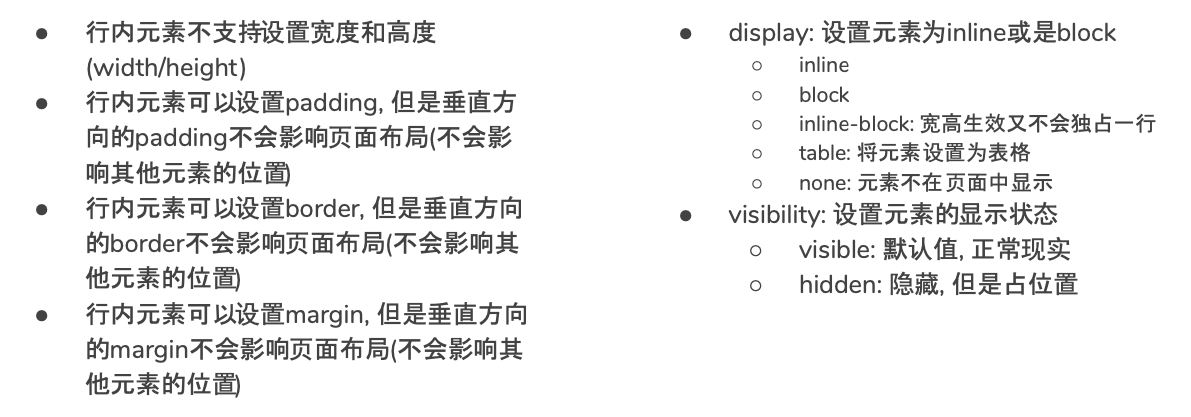 ● 行内元素不支持设置宽度和高度
(width/height)
● 行内元素可以设置padding, 但是垂直方
向的padding不会影响页面布局(不会影
响其他元素的位置)
● 行内元素可以设置border, 但是垂直方向
的border不会影响页面布局(不会影响其
他元素的位置)
● 行内元素可以设置margin, 但是垂直方向
的margin不会影响页面布局(不会影响其
他元素的位置)
● display: 设置元素为inline或是block
○ inline
○ block
○ inline-block: 宽高生效又不会独占一行
○ table: 将元素设置为表格
○ none: 元素不在页面中显示
● visibility: 设置元素的显示状态
○ visible: 默认值, 正常现实
○ hidden: 隐藏, 但是占位置